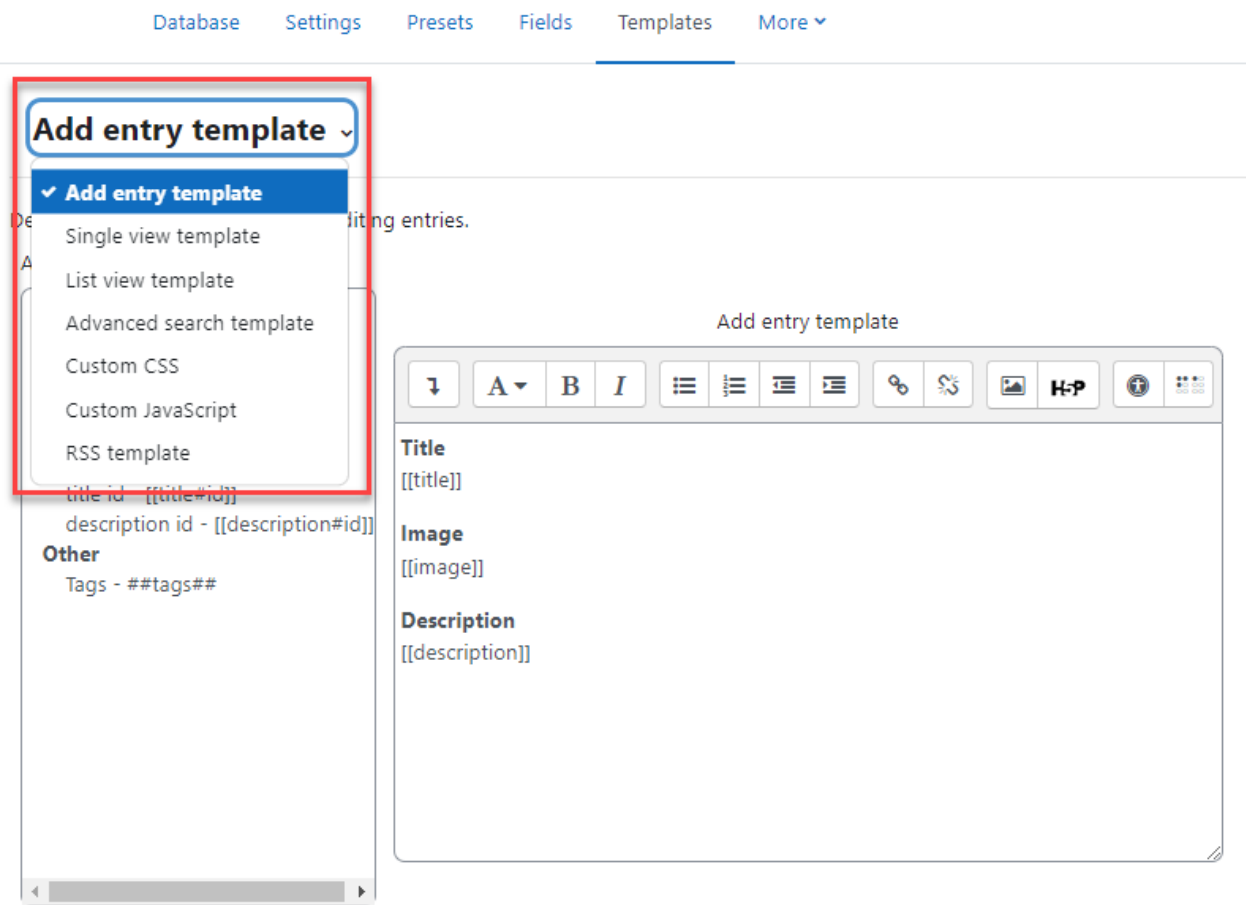 Database Settings Presets Fields Templates More
Add entry template
Add entry template
Single view template
List view template
Advanced search template
Custom CSS
Custom JavaScript
RSS template
De
iting entries.
A
title id - [[title#id]]
description id - [[description#id]]
Other
Tags - ##tags##
Add entry template
A B I H5P
Title
[[title]]
Image
[[image]]
Description
[[description]]